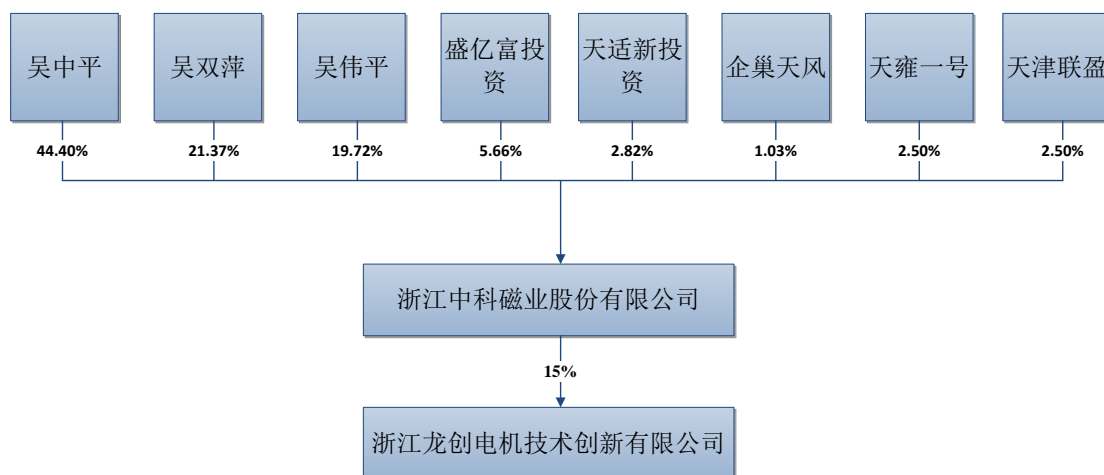 吴中平
吴双萍
吴伟平
盛亿富投
资
天适新投
资
企巢天风
天雍一号
天津联盈
44.40%
21.37%
19.72%
5.66%
2.82%
1.03%
2.50%
2.50%
浙江中科磁业股份有限公司
15%
浙江龙创电机技术创新有限公司